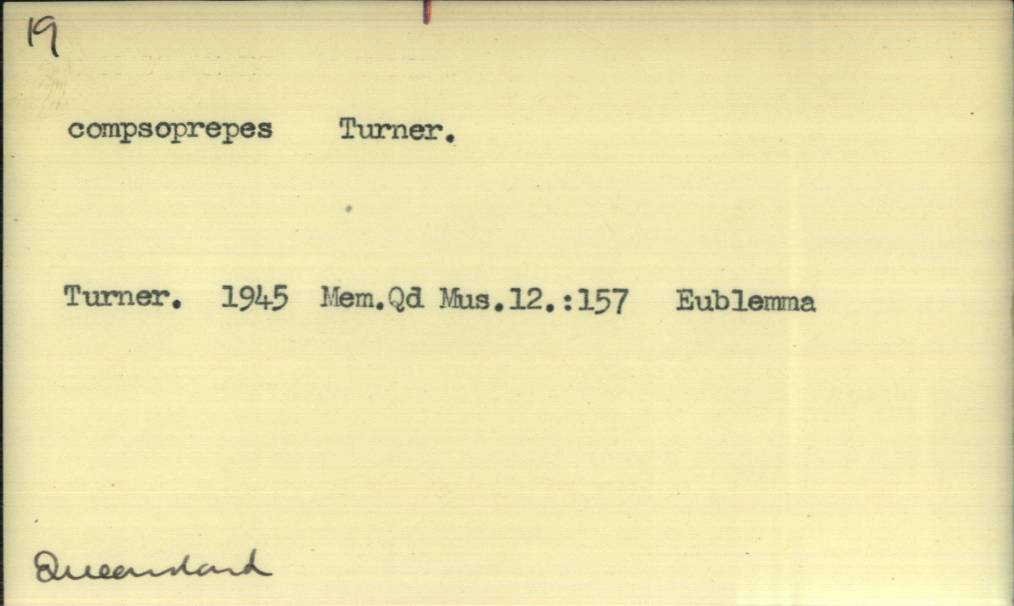 19
compsoprepes Turner.
Turner. 1945 Mem.Qd Mus.12.:157 Eublemma
Queensland